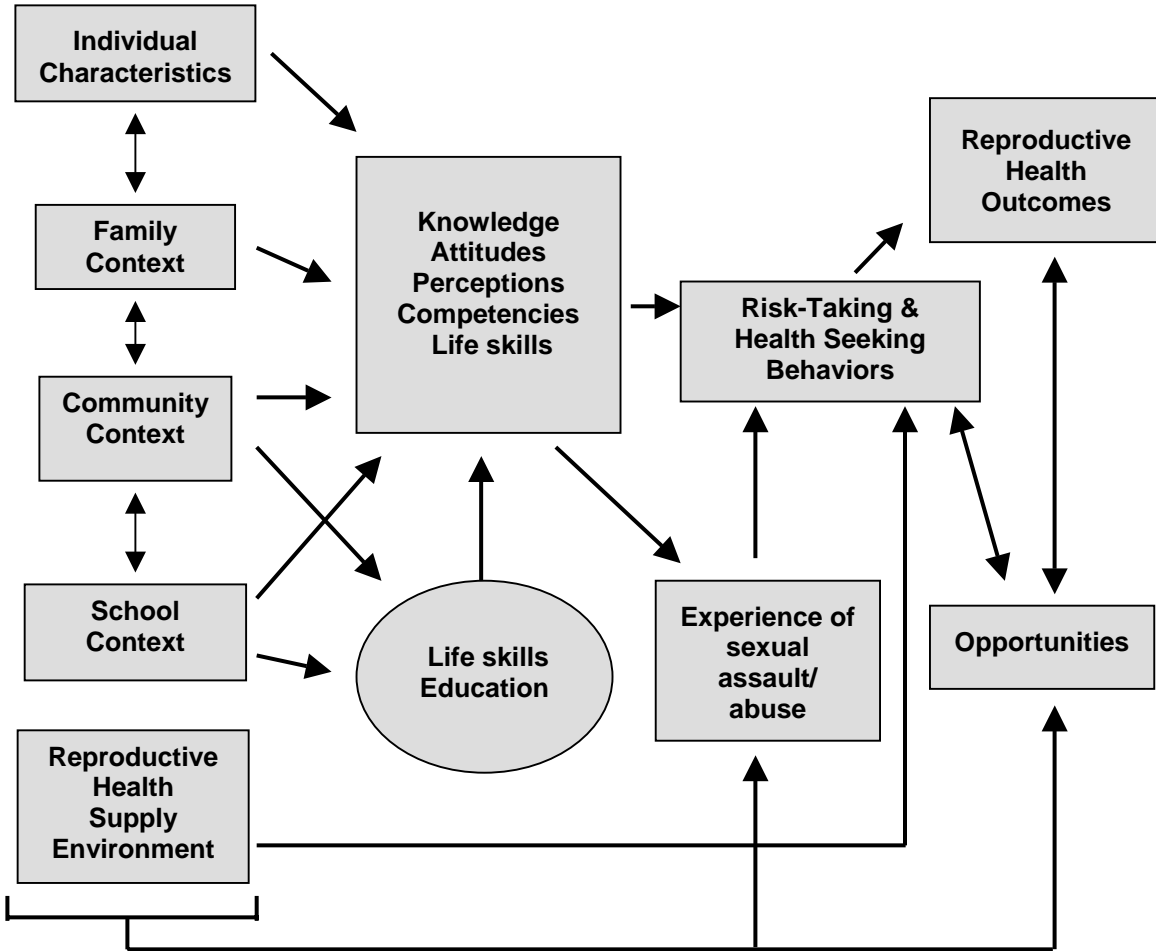 Individual
Characteristics
Family
Context
Community
Context
School
Context
Reproductive
Health
Supply
Environment
Knowledge
Attitudes
Perceptions
Competencies
Life skills
Life skills
Education
Risk-Taking &
Health Seeking
Behaviors
Experience of
sexual
assault/
abuse
Reproductive
Health
Outcomes
Opportunities